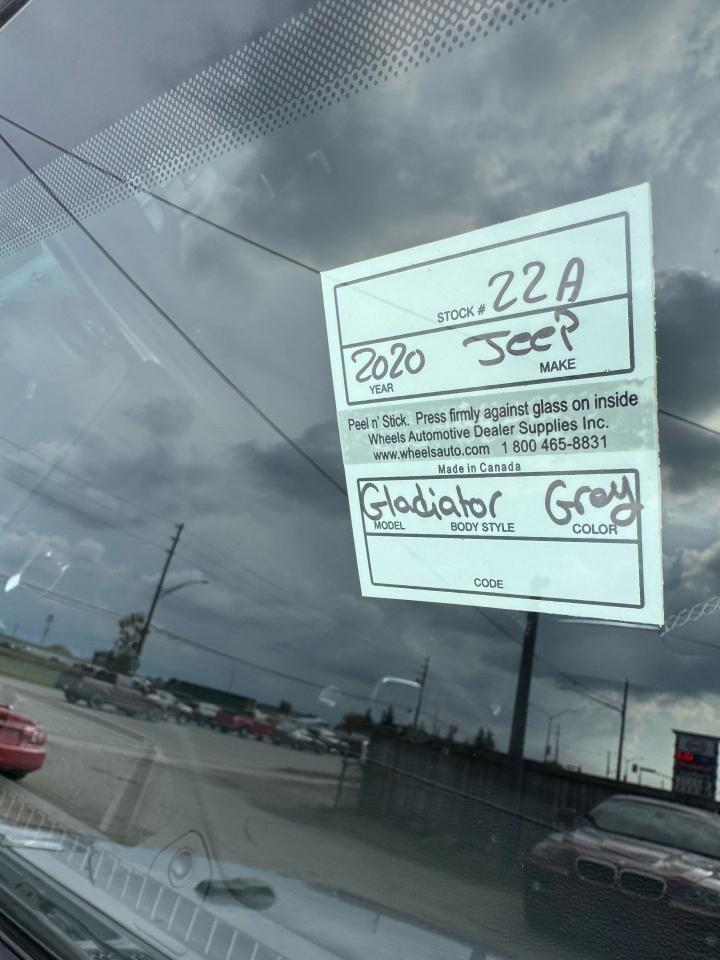 STOCK # 22A
2020 Jeep
YEAR MAKE
Peel n' Stick. Press firmly against glass on inside
Wheels Automotive Dealer Supplies Inc.
www.wheelsauto.com 1 800 465-8831
Made in Canada
Gladiator Grey
MODEL BODY STYLE COLOR
CODE